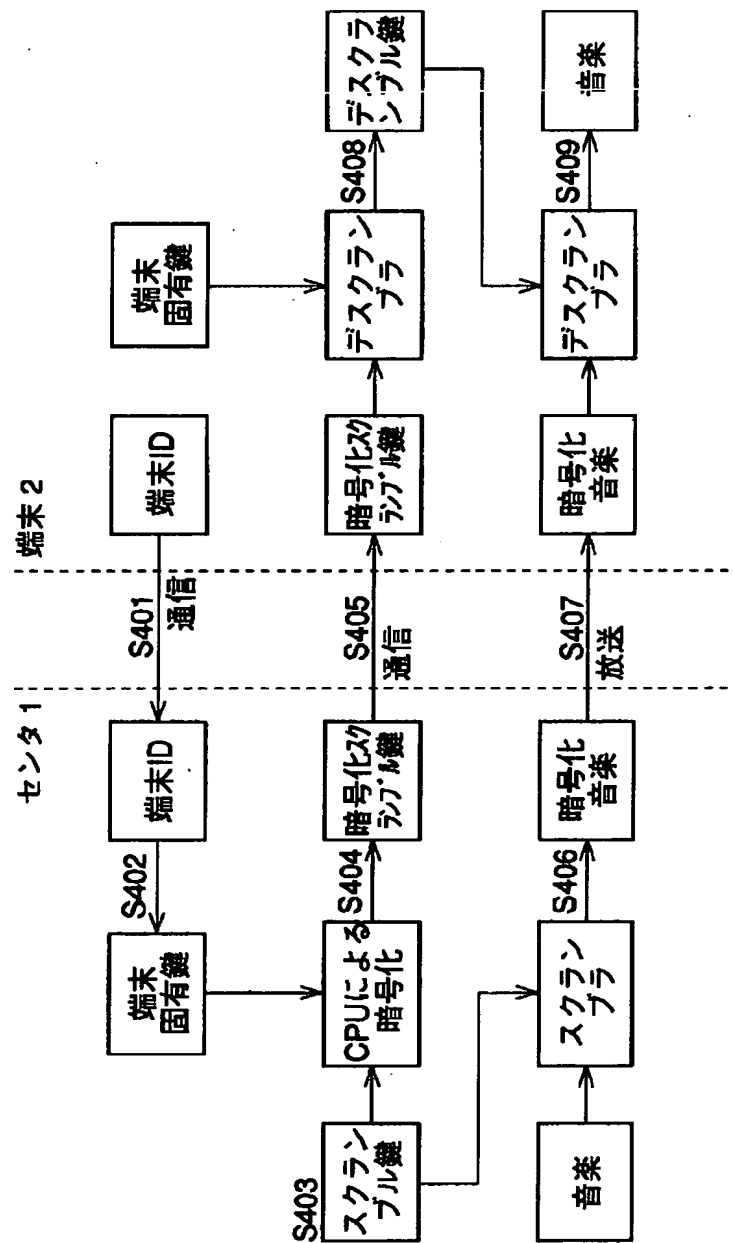 センタ1
端末2
端末
固有鍵
S402
端末ID
S401
通信
端末ID
端末
固有鍵
S403
スクラン
ブル鍵
CPUによる
暗号化
S404
暗号化スク
ランブル鍵
S405
通信
暗号化スク
ランブル鍵
デスクラン
ブラ
S408
デスクラ
ンブル鍵
音楽
スクラン
ブラ
S406
暗号化
音楽
S407
放送
暗号化
音楽
デスクラン
ブラ
S409
音楽